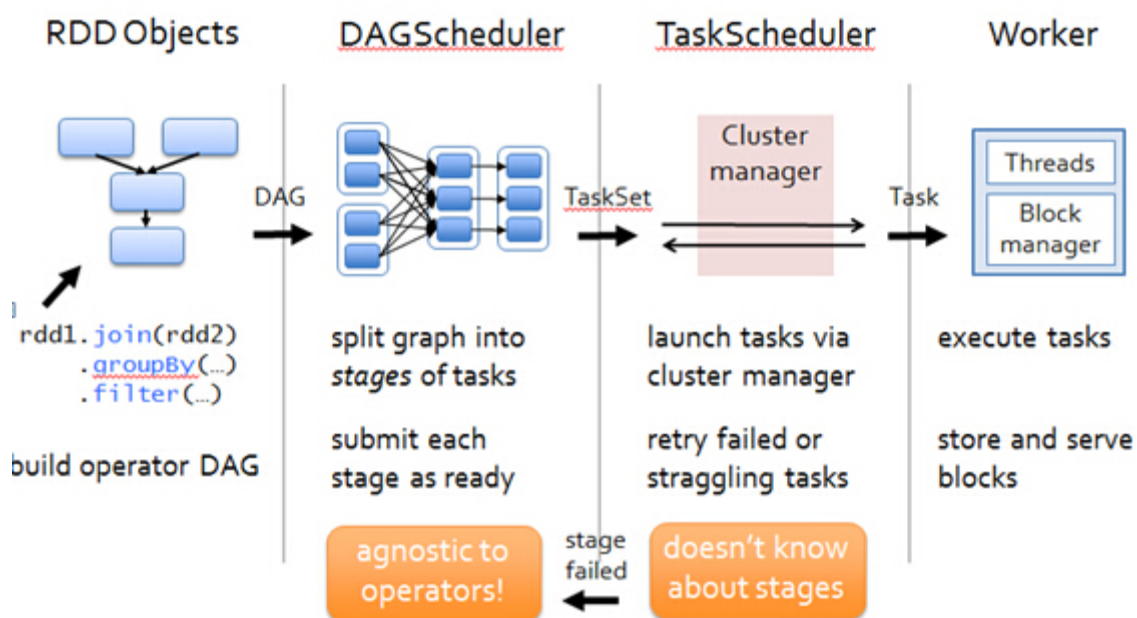 RDD Objects
DAGScheduler
TaskScheduler
Worker
DAG
TaskSet
Cluster
manager
Task
Threads
Block
manager
rdd1.join(rdd2)
.groupBy(…)
.filter(…)
build operator DAG
split graph into
stages of tasks
submit each
stage as ready
launch tasks via
cluster manager
retry failed or
straggling tasks
execute tasks
store and serve
blocks
agnostic to
operators!
stage
failed
doesn't know
about stages